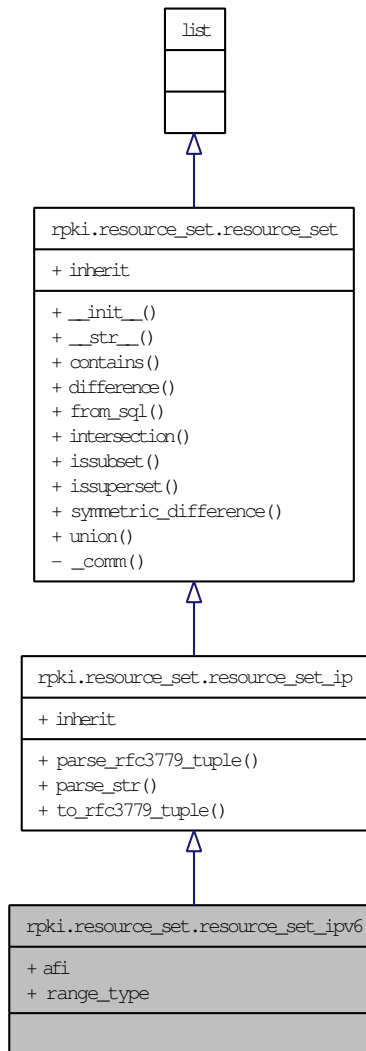 list
rpki.resource_set.resource_set
+ inherit
+ __init__()
+ __str__()
+ contains()
+ difference()
+ from_sql()
+ intersection()
+ issubset()
+ issuperset()
+ symmetric_difference()
+ union()
− _comm()
rpki.resource_set.resource_set_ip
+ inherit
+ parse_rfc3779_tuple()
+ parse_str()
+ to_rfc3779_tuple()
rpki.resource_set.resource_set_ipv6
+ afi
+ range_type